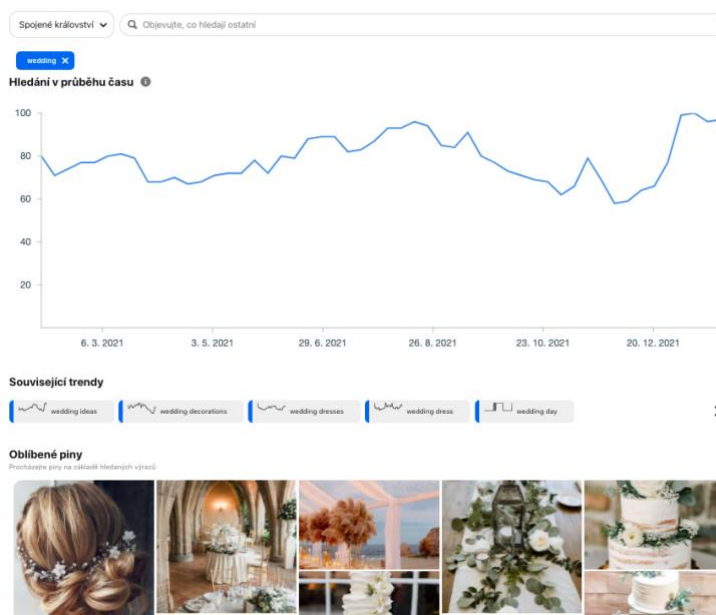 Spojené království
Objevujte, co hledají ostatní
wedding
Hledání v průběhu času
100
80
60
40
20
6. 3. 2021
3. 5. 2021
29. 6. 2021
26. 8. 2021
23. 10. 2021
20. 12. 2021
Související trendy
wedding ideas
wedding decorations
wedding dresses
wedding dress
wedding day
Oblíbené piny
Procházejte piny na základě hledaných výrazů